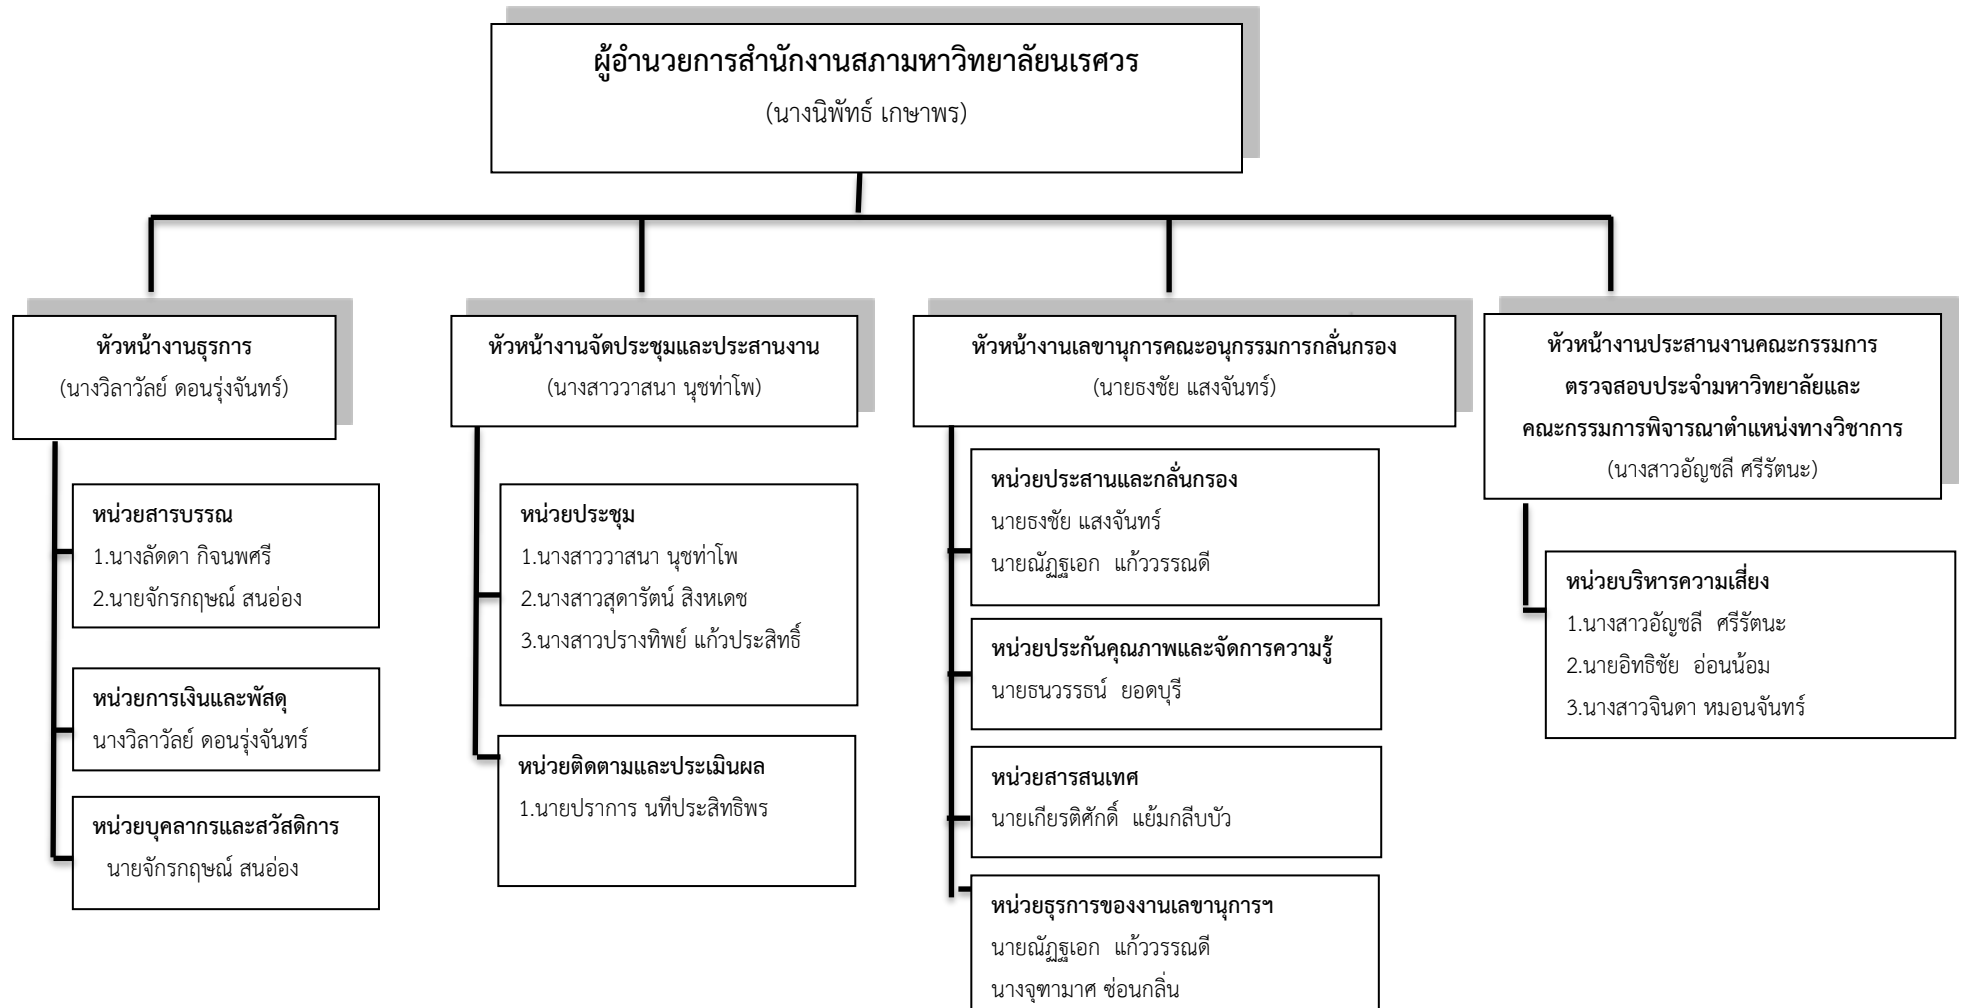 ผู้อำนวยการสำนักงานสภามหาวิทยาลัยนเรศวร
(นางนิพัทธ์ เกษาพร)
หัวหน้างานธุรการ
(นางวิลาวัลย์ ดอนรุ่งจันทร์)
หน่วยสารบรรณ
1.นางลัดดา กิจนพศรี
2.นายจักรกฤษณ์ สนอ่อง
หน่วยการเงินและพัสดุ
นางวิลาวัลย์ ดอนรุ่งจันทร์
หน่วยบุคลากรและสวัสดิการ
นายจักรกฤษณ์ สนอ่อง
หัวหน้างานจัดประชุมและประสานงาน
(นางสาววาสนา นุชท่าโพ)
หน่วยประชุม
1.นางสาววาสนา นุชท่าโพ
2.นางสาวสุดารัตน์ สิงหเดช
3.นางสาวปรางทิพย์ แก้วประสิทธิ์
หน่วยติดตามและประเมินผล
1.นายปราการ นทีประสิทธิพร
หัวหน้างานเลขานุการคณะอนุกรรมการกลั่นกรอง
(นายธงชัย แสงจันทร์)
หน่วยประสานและกลั่นกรอง
นายธงชัย แสงจันทร์
นายณัฏฐเอก แก้ววรรณดี
หน่วยประกันคุณภาพและจัดการความรู้
นายธนวรรธน์ ยอดบุรี
หน่วยสารสนเทศ
นายเกียรติศักดิ์ แย้มกลีบบัว
หน่วยธุรการของงานเลขานุการฯ
นายณัฏฐเอก แก้ววรรณดี
นางจุฑามาศ ซ่อนกลิ่น
หัวหน้างานประสานงานคณะกรรมการ
ตรวจสอบประจำมหาวิทยาลัยและ
คณะกรรมการพิจารณาตำแหน่งทางวิชาการ
(นางสาวอัญชลี ศรีรัตนะ)
หน่วยบริหารความเสี่ยง
1.นางสาวอัญชลี ศรีรัตนะ
2.นายอิทธิชัย อ่อนน้อม
3.นางสาวจินดา หมอนจันทร์